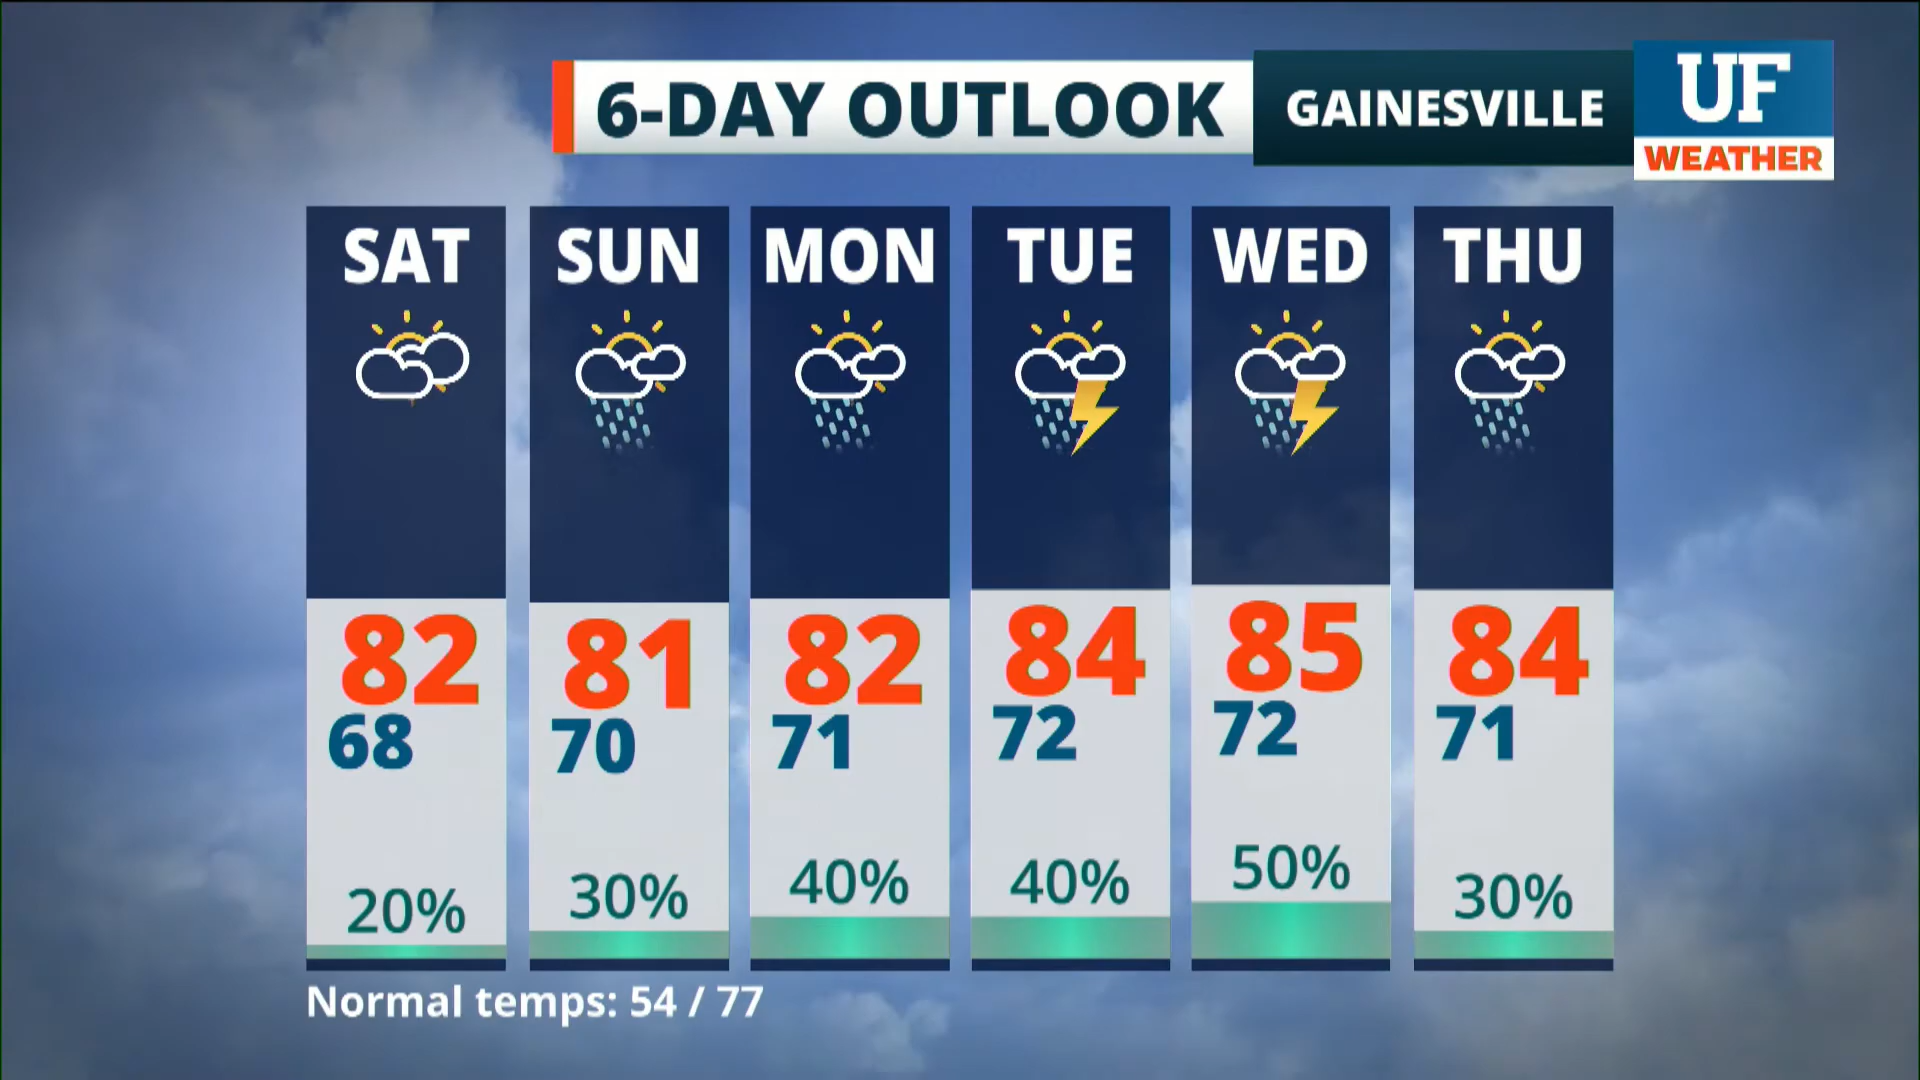 6-DAY OUTLOOK GAINESVILLE UF
WEATHER
SAT SUN MON TUE WED THU
82 81 82 84 85 84
68 70 71 72 72 71
20% 30% 40% 40% 50% 30%
Normal temps: 54 / 77